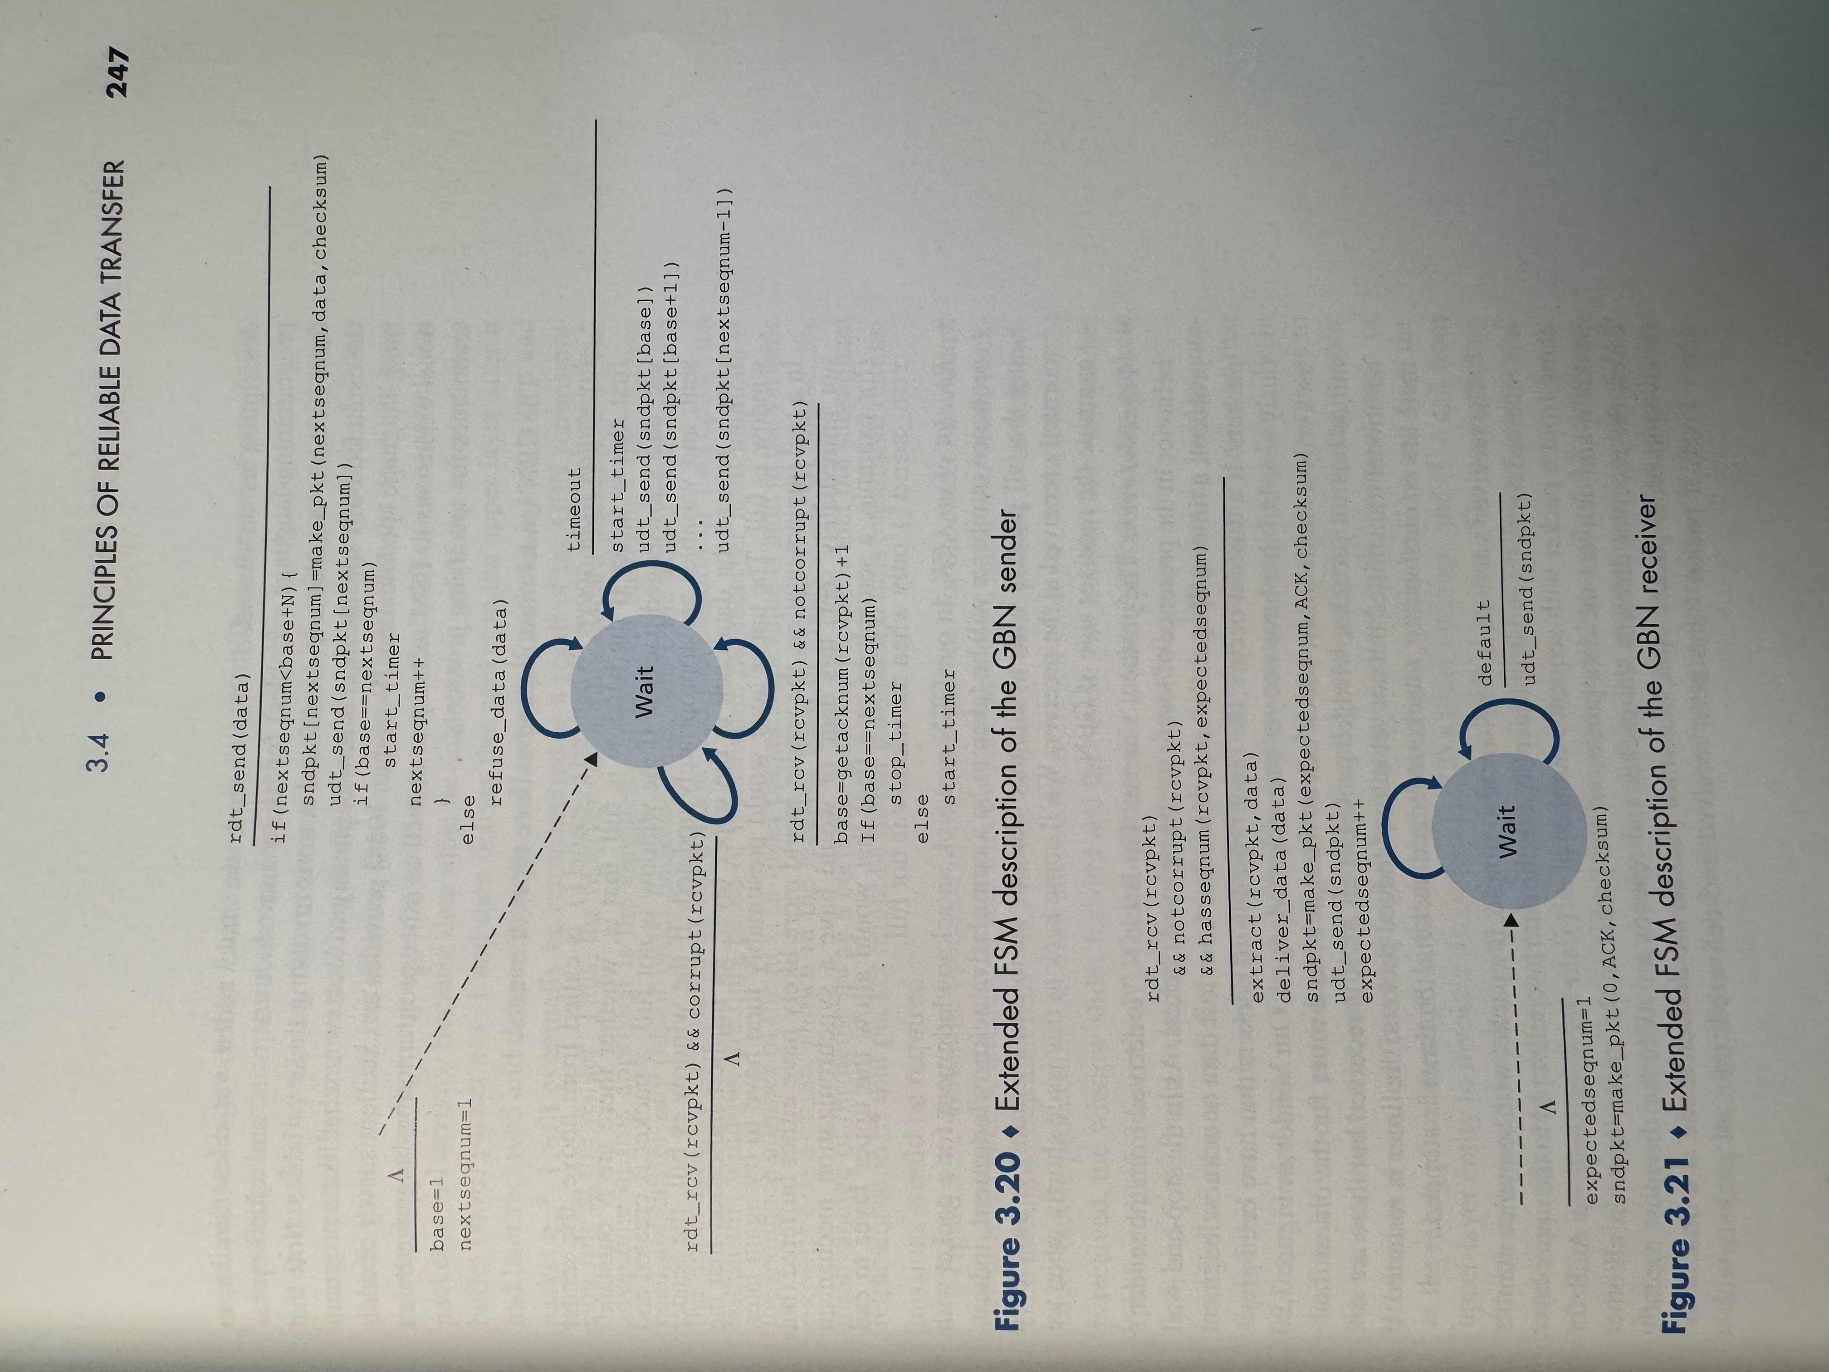 3.4 • PRINCIPLES OF RELIABLE DATA TRANSFER 247
rdt_send(data)
if(nextseqnum<base+N){
sndpkt[nextseqnum]=make_pkt(nextseqnum,data,checksum)
udt_send(sndpkt[nextseqnum])
if(base==nextseqnum)
start_timer
nextseqnum++
}
else
refuse_data(data)
Λ
base=1
nextseqnum=1
Wait
timeout
start_timer
udt_send(sndpkt[base])
udt_send(sndpkt[base+1])
...
udt_send(sndpkt[nextseqnum-1])
rdt_rcv(rcvpkt) && corrupt(rcvpkt)
Λ
rdt_rcv(rcvpkt) && notcorrupt(rcvpkt)
base=getacknum(rcvpkt)+1
If(base==nextseqnum)
stop_timer
else
start_timer
Figure 3.20 ♦ Extended FSM description of the GBN sender
rdt_rcv(rcvpkt)
&& notcorrupt(rcvpkt)
&& hasseqnum(rcvpkt,expectedseqnum)
extract(rcvpkt,data)
deliver_data(data)
sndpkt=make_pkt(expectedseqnum,ACK,checksum)
udt_send(sndpkt)
expectedseqnum++
Wait
default
udt_send(sndpkt)
Λ
expectedseqnum=1
sndpkt=make_pkt(0,ACK,checksum)
Figure 3.21 ♦ Extended FSM description of the GBN receiver